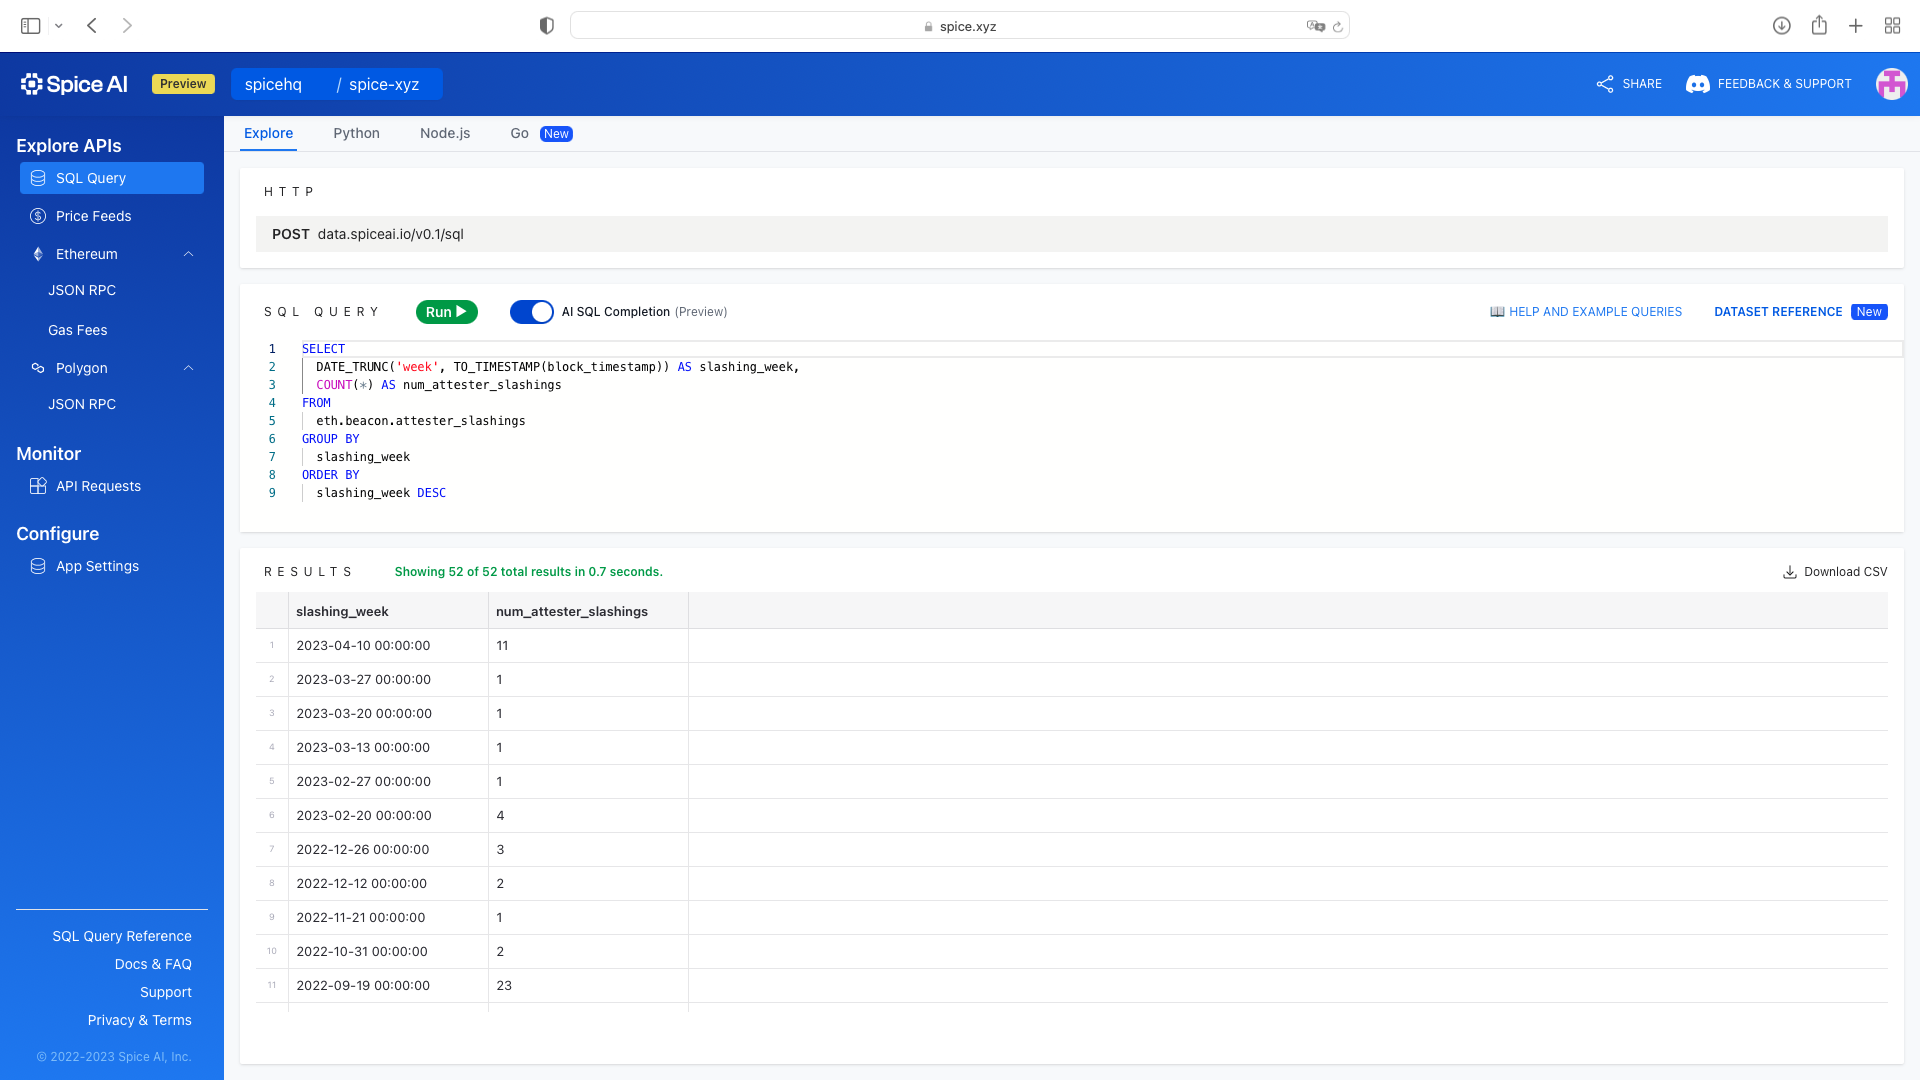 spice.xyz
Spice AI
Preview
spicehq / spice-xyz
SHARE
FEEDBACK & SUPPORT
Explore APIs
SQL Query
Price Feeds
Ethereum
JSON RPC
Gas Fees
Polygon
JSON RPC
Monitor
API Requests
Configure
App Settings
SQL Query Reference
Docs & FAQ
Support
Privacy & Terms
© 2022-2023 Spice AI, Inc.
Explore Python Node.js Go New
HTTP
POST data.spiceai.io/v0.1/sql
SQL QUERY Run AI SQL Completion (Preview) HELP AND EXAMPLE QUERIES DATASET REFERENCE New
1 SELECT
2 DATE_TRUNC('week', TO_TIMESTAMP(block_timestamp)) AS slashing_week,
3 COUNT(*) AS num_attester_slashings
4 FROM
5 eth.beacon.attester_slashings
6 GROUP BY
7 slashing_week
8 ORDER BY
9 slashing_week DESC
RESULTS Showing 52 of 52 total results in 0.7 seconds. Download CSV
slashing_week num_attester_slashings
1 2023-04-10 00:00:00 11
2 2023-03-27 00:00:00 1
3 2023-03-20 00:00:00 1
4 2023-03-13 00:00:00 1
5 2023-02-27 00:00:00 1
6 2023-02-20 00:00:00 4
7 2022-12-26 00:00:00 3
8 2022-12-12 00:00:00 2
9 2022-11-21 00:00:00 1
10 2022-10-31 00:00:00 2
11 2022-09-19 00:00:00 23